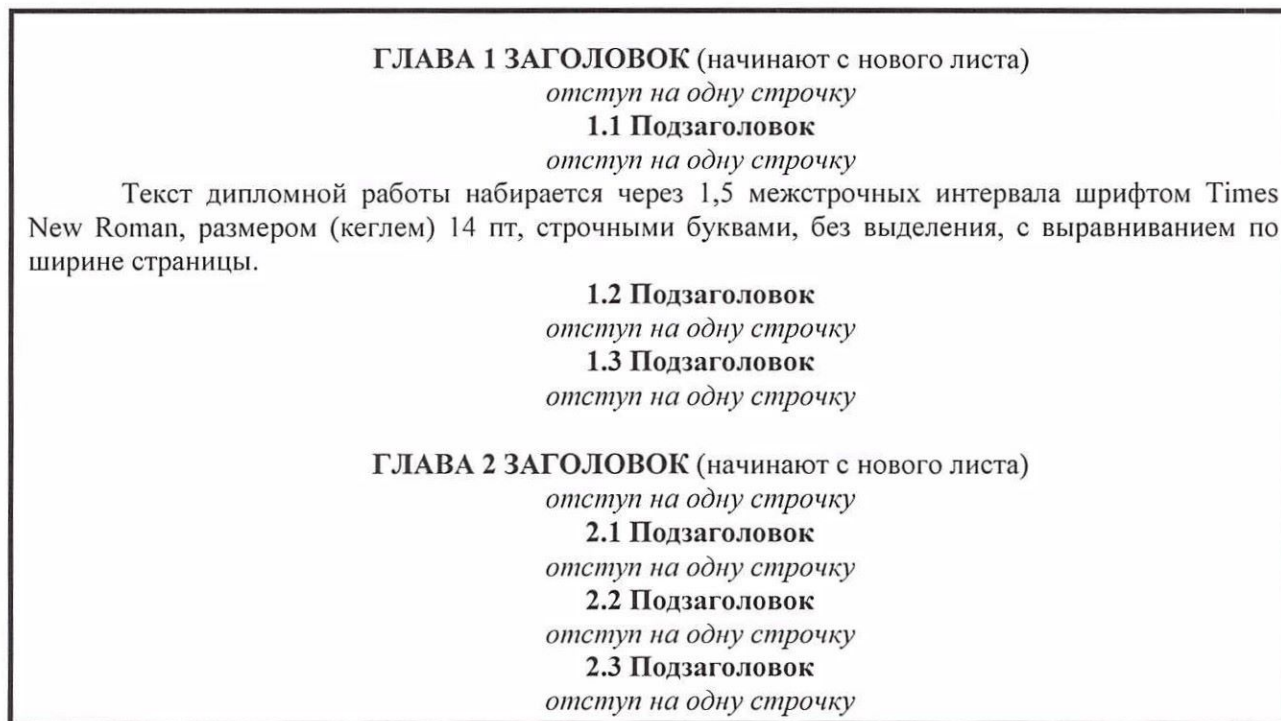 ГЛАВА 1 ЗАГОЛОВОК (начинают с нового листа)
отступ на одну строчку
1.1 Подзаголовок
отступ на одну строчку
Текст дипломной работы набирается через 1,5 межстрочных интервала шрифтом Times
New Roman, размером (кеглем) 14 пт, строчными буквами, без выделения, с выравниванием по
ширине страницы.
1.2 Подзаголовок
отступ на одну строчку
1.3 Подзаголовок
отступ на одну строчку
ГЛАВА 2 ЗАГОЛОВОК (начинают с нового листа)
отступ на одну строчку
2.1 Подзаголовок
отступ на одну строчку
2.2 Подзаголовок
отступ на одну строчку
2.3 Подзаголовок
отступ на одну строчку